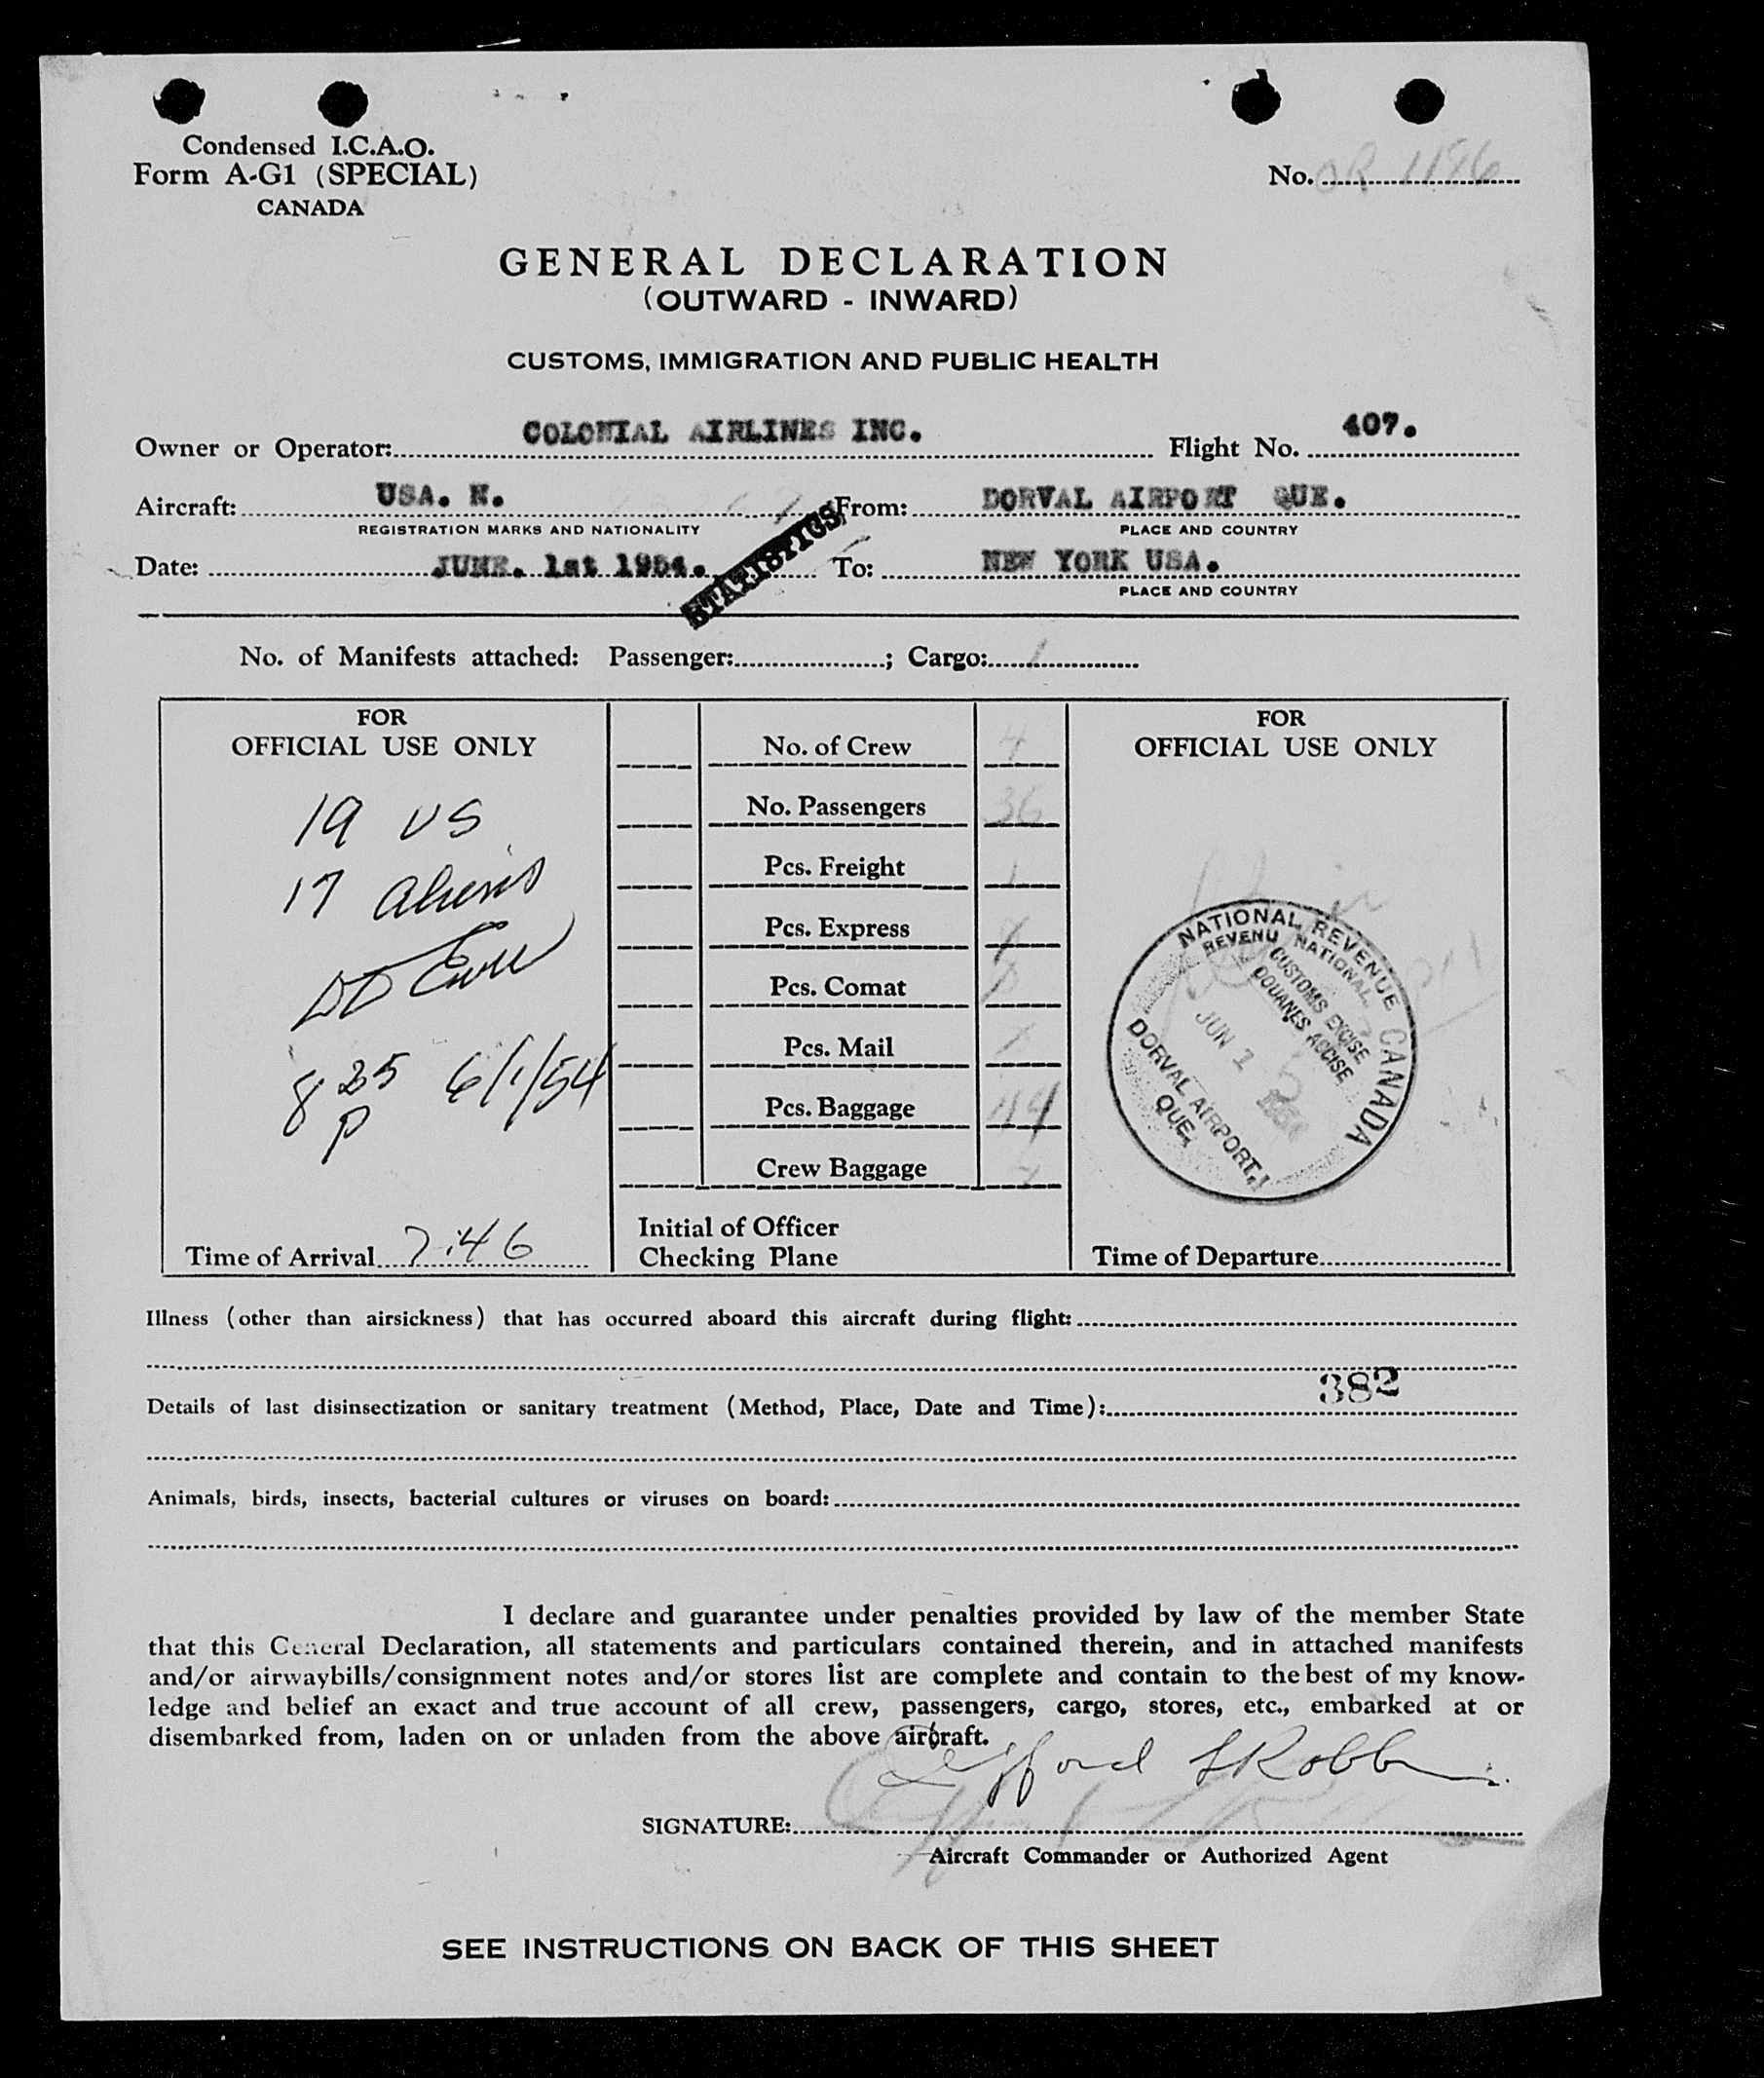 Condensed I.C.A.O.
Form A-G1 (SPECIAL)
CANADA
No. OR 1186
GENERAL DECLARATION
(OUTWARD - INWARD)
CUSTOMS, IMMIGRATION AND PUBLIC HEALTH
Owner or Operator: COLONIAL AIRLINES INC. Flight No. 407.
Aircraft: USA. N. From: DORVAL AIRPORT QUE.
REGISTRATION MARKS AND NATIONALITY PLACE AND COUNTRY
STATISTICS
Date: JUNE. 1st 1954. To: NEW YORK USA.
PLACE AND COUNTRY
No. of Manifests attached: Passenger: ; Cargo: 1
FOR
OFFICIAL USE ONLY
19 US
17 aliens
8 25 P 6/1/54
Time of Arrival 7:46
No. of Crew 4
No. Passengers 36
Pcs. Freight 1
Pcs. Express
Pcs. Comat
Pcs. Mail
Pcs. Baggage 44
Crew Baggage
Initial of Officer
Checking Plane
FOR
OFFICIAL USE ONLY
NATIONAL REVENUE CANADA
REVENU NATIONAL
CUSTOMS EXCISE
DOUANES ACCISE
JUN 1 1954
DORVAL AIRPORT, 1
QUE.
Time of Departure
Illness (other than airsickness) that has occurred aboard this aircraft during flight:
382
Details of last disinsectization or sanitary treatment (Method, Place, Date and Time):
Animals, birds, insects, bacterial cultures or viruses on board:
I declare and guarantee under penalties provided by law of the member State
that this General Declaration, all statements and particulars contained therein, and in attached manifests
and/or airwaybills/consignment notes and/or stores list are complete and contain to the best of my know-
ledge and belief an exact and true account of all crew, passengers, cargo, stores, etc., embarked at or
disembarked from, laden on or unladen from the above aircraft.
SIGNATURE:
Aircraft Commander or Authorized Agent
SEE INSTRUCTIONS ON BACK OF THIS SHEET